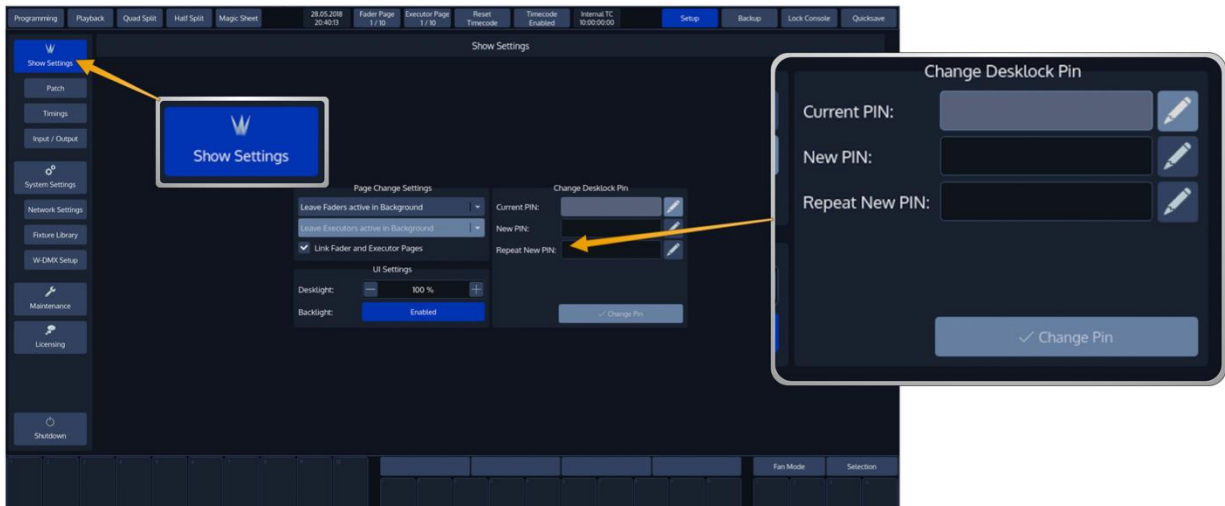 Programming
Playback
Quad Split
Half Split
Magic Sheet
28.05.2018
20:40:13
Fader Page
1 / 10
Executor Page
1 / 10
Reset
Timecode
Timecode
Enabled
Internal TC
10:00:00:00
Setup
Backup
Lock Console
Quicksave
Show Settings
Show Settings
Patch
Timings
Input / Output
System Settings
Network Settings
Fixture Library
W-DMX Setup
Maintenance
Licensing
Shutdown
Show Settings
Page Change Settings
Leave Faders active in Background
Leave Executors active in Background
Link Fader and Executor Pages
UI Settings
Desklight:
100 %
Backlight:
Enabled
Change Desklock Pin
Current PIN:
New PIN:
Repeat New PIN:
Change Pin
Change Desklock Pin
Current PIN:
New PIN:
Repeat New PIN:
Change Pin
Fan Mode
Selection